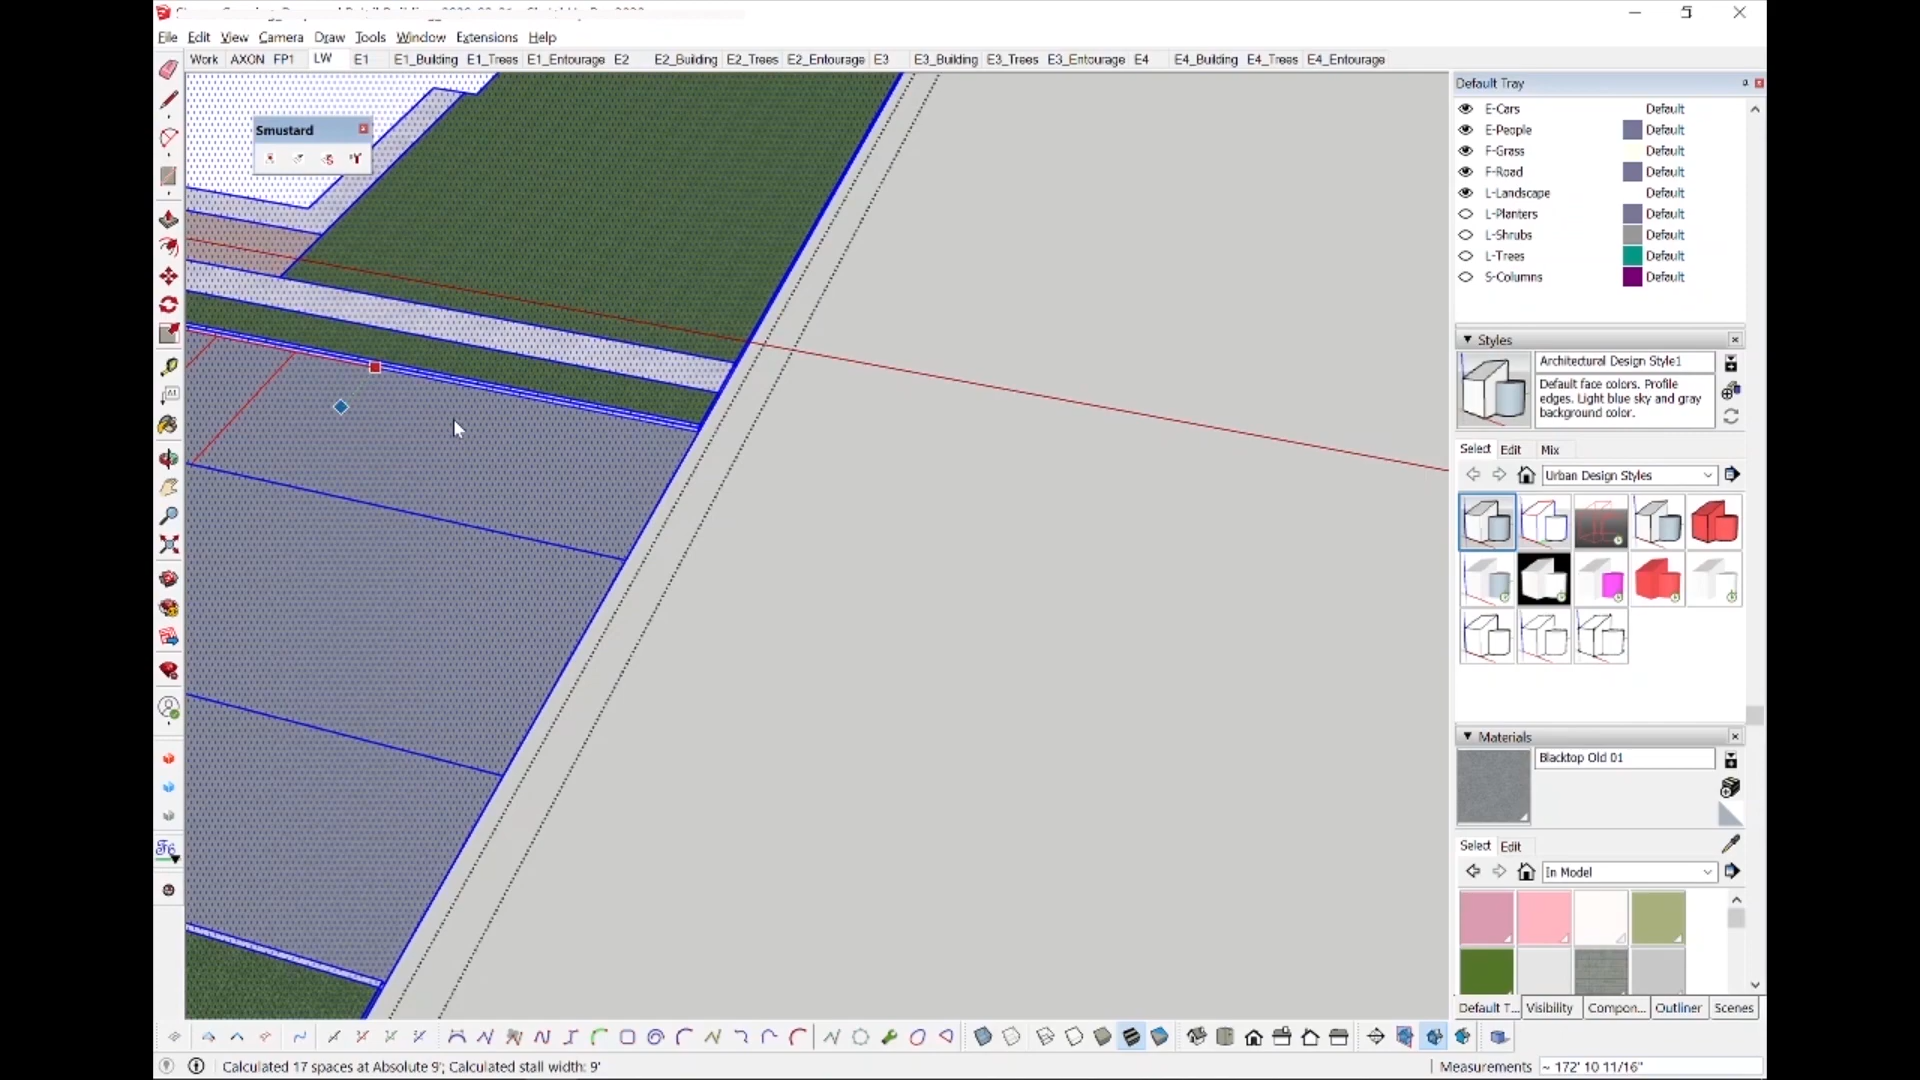 File Edit View Camera Draw Tools Window Extensions Help
Work AXON FP1 LW E1 E1_Building E1_Trees E1_Entourage E2 E2_Building E2_Trees E2_Entourage E3 E3_Building E3_Trees E3_Entourage E4 E4_Building E4_Trees E4_Entourage
Smustard
Default Tray
E-Cars Default
E-People Default
F-Grass Default
F-Road Default
L-Landscape Default
L-Planters Default
L-Shrubs Default
L-Trees Default
S-Columns Default
Styles
Architectural Design Style1
Default face colors. Profile
edges. Light blue sky and gray
background color.
Select Edit Mix
Urban Design Styles
Materials
Blacktop Old 01
Select Edit
In Model
Default T... Visibility Compon... Outliner Scenes
Calculated 17 spaces at Absolute 9'; Calculated stall width: 9'
Measurements ~ 172' 10 11/16"